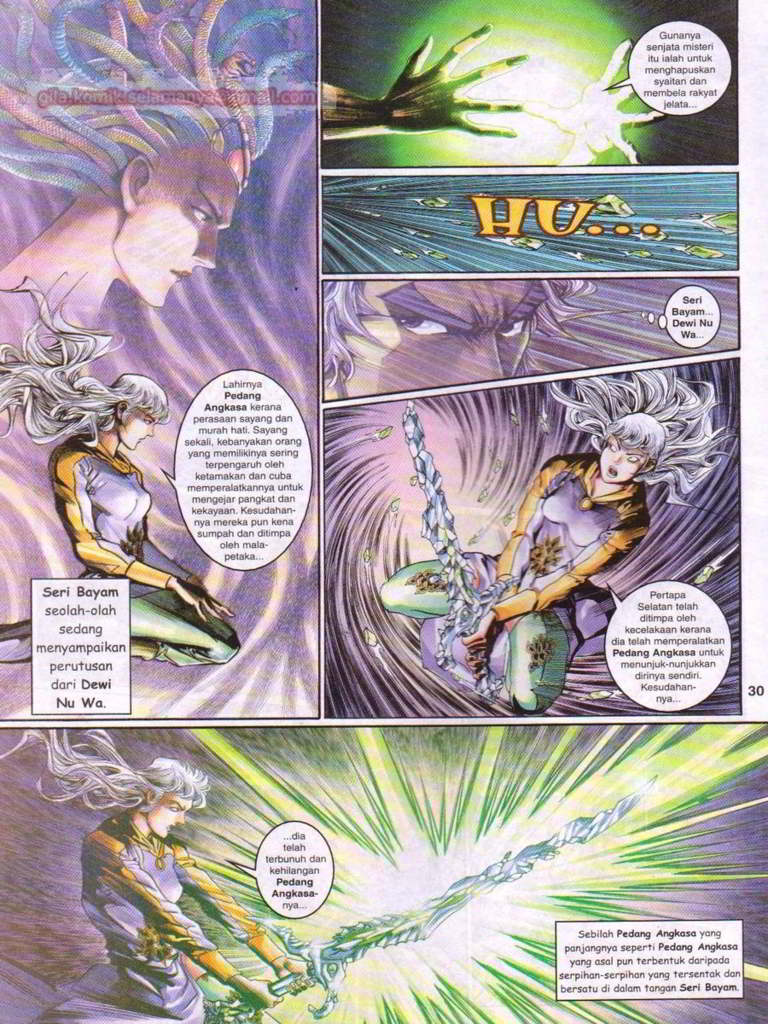 gila-komik-selamanya@gmail.com
Gunanya
senjata misteri
itu ialah untuk
menghapuskan
syaitan dan
membela rakyat
jelata...
HU...
Seri
Bayam...
Dewi Nu
Wa...
Lahirnya
Pedang
Angkasa kerana
perasaan sayang dan
murah hati. Sayang
sekali, kebanyakan orang
yang memilikinya sering
terpengaruh oleh
ketamakan dan cuba
memperalatkannya untuk
mengejar pangkat dan
kekayaan. Kesudahan-
nya mereka pun kena
sumpah dan ditimpa
oleh mala-
petaka...
Seri Bayam
seolah-olah
sedang
menyampaikan
perutusan
dari Dewi
Nu Wa.
Pertapa
Selatan telah
ditimpa oleh
kecelakaan kerana
dia telah memperalatkan
Pedang Angkasa untuk
menunjuk-nunjukkan
dirinya sendiri.
Kesudahan-
nya...
30
...dia
telah
terbunuh dan
kehilangan
Pedang
Angkasa-
nya...
Sebilah Pedang Angkasa yang
panjangnya seperti Pedang Angkasa
yang asal pun terbentuk daripada
serpihan-serpihan yang tersentak dan
bersatu di dalam tangan Seri Bayam.